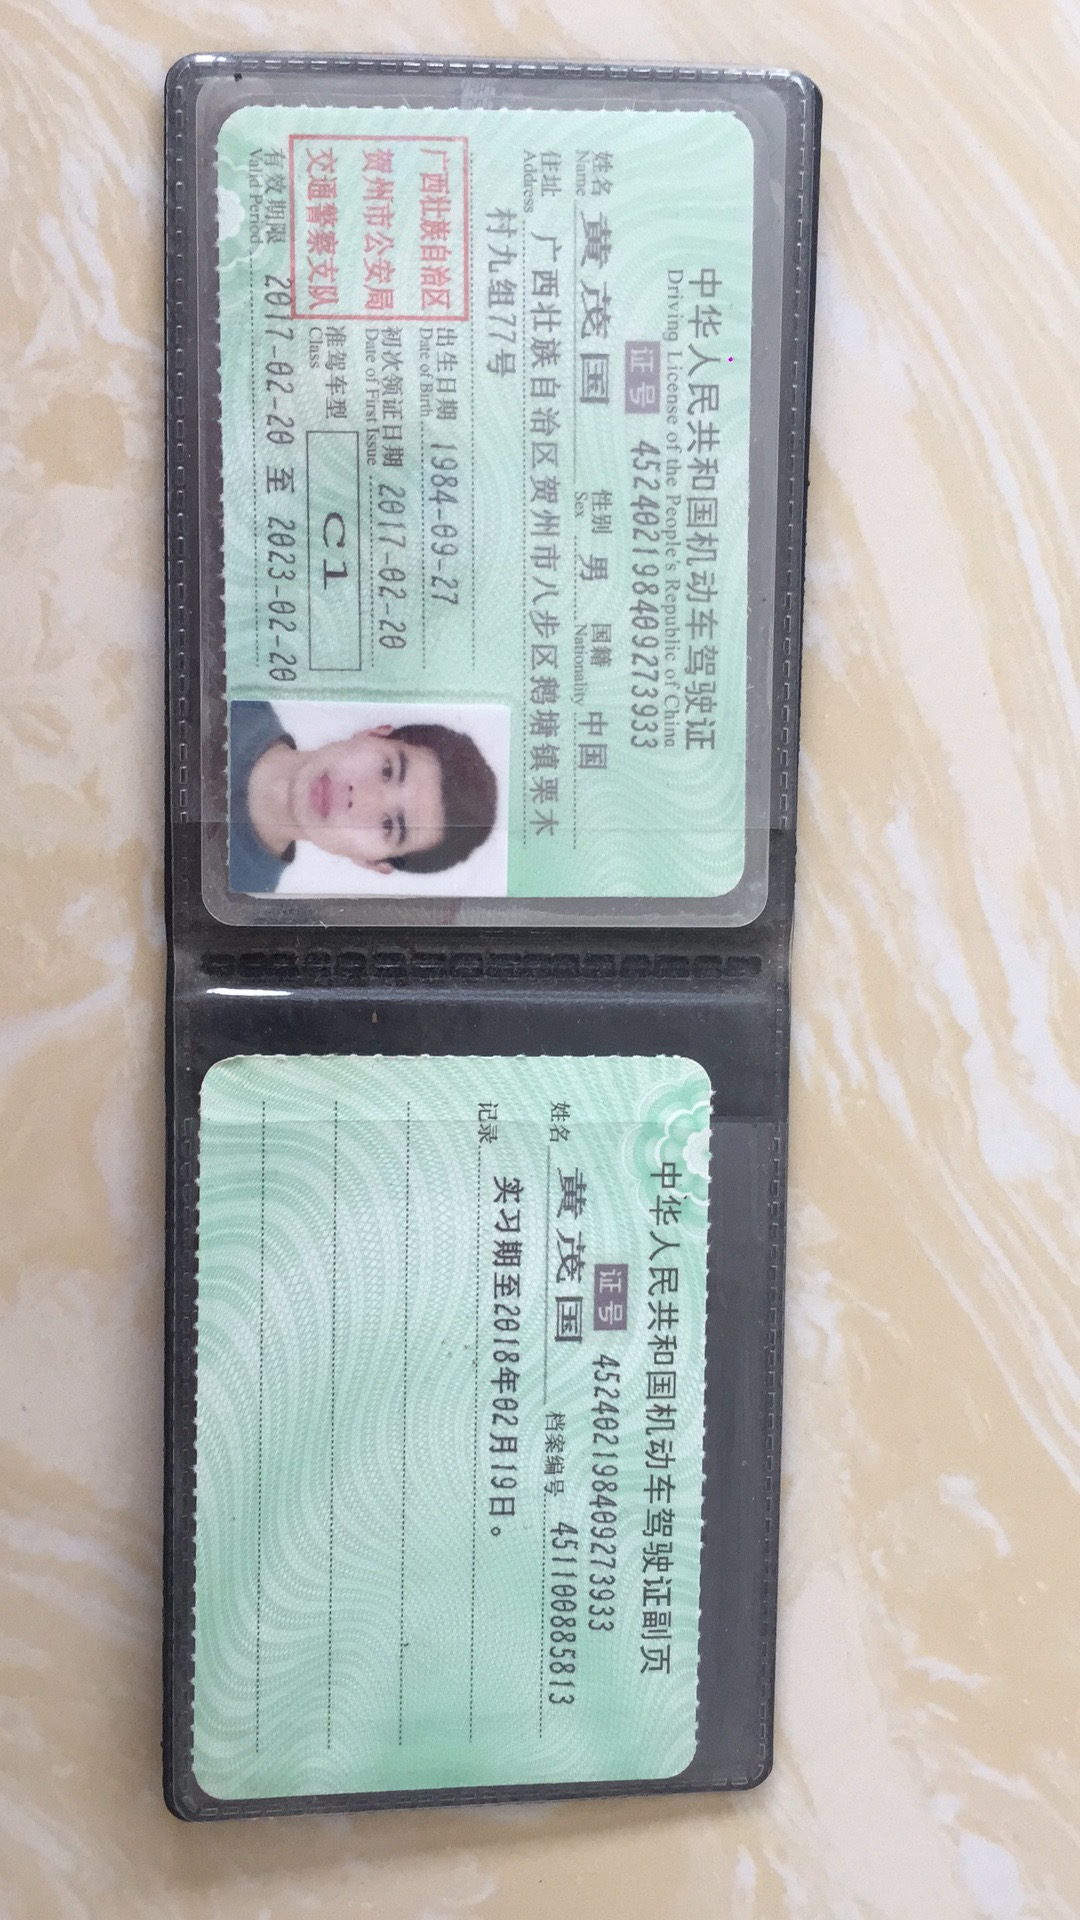 中华人民共和国机动车驾驶证
Driving License of the People's Republic of China
证号 452402198409273933
姓名 黄茂国 性别 男 国籍 中国
Name Sex Nationality
住址 广西壮族自治区贺州市八步区鹅塘镇栗木
Address
村九组77号
广西壮族自治区
贺州市公安局
交通警察支队
出生日期 1984-09-27
Date of Birth
初次领证日期 2017-02-20
Date of First Issue
准驾车型 C1
Class
有效期限 2017-02-20 至 2023-02-20
Valid Period
中华人民共和国机动车驾驶证副页
证号 452402198409273933
姓名 黄茂国 档案编号 451100885813
记录 实习期至2018年02月19日。